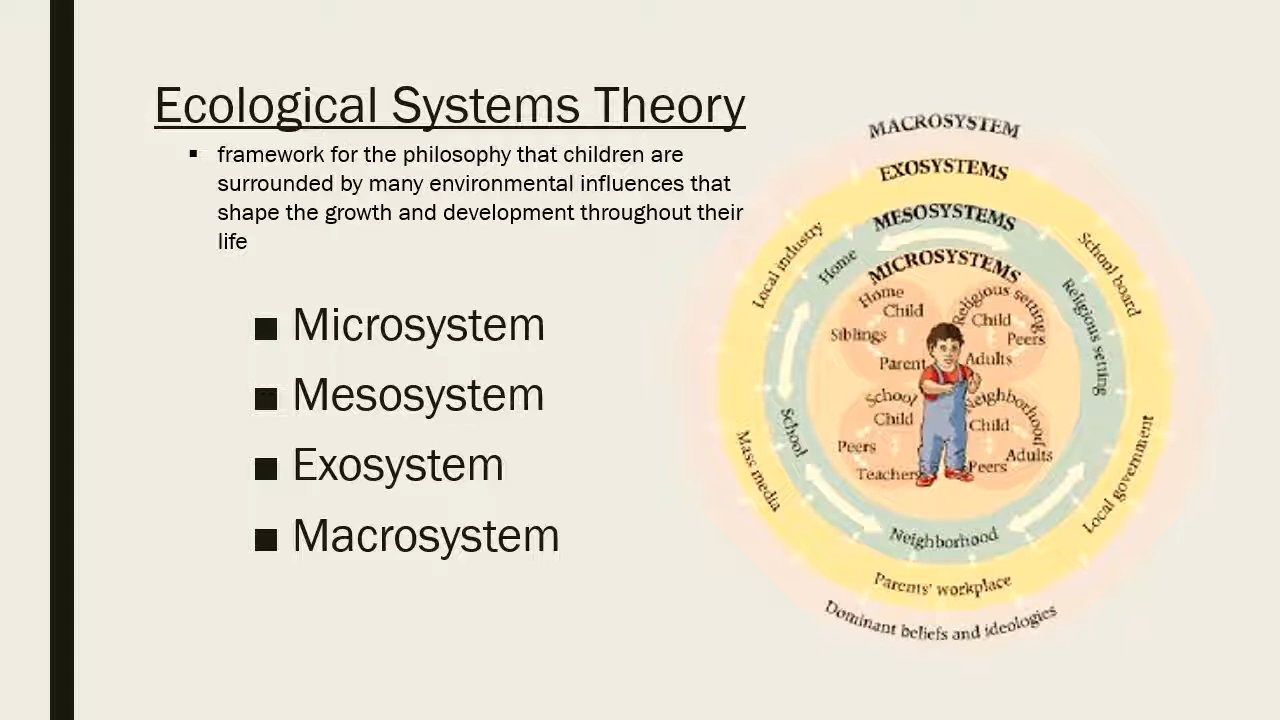 Ecological Systems Theory
▪ framework for the philosophy that children are
surrounded by many environmental influences that
shape the growth and development throughout their
life
■ Microsystem
■ Mesosystem
■ Exosystem
■ Macrosystem
MACROSYSTEM
EXOSYSTEMS
MESOSYSTEMS
MICROSYSTEMS
Local industry
School board
Home
Religious setting
Home
Child
Siblings
Parent
Religious setting
Child
Peers
Adults
School
Child
Peers
Teachers
Neighborhood
Child
Adults
Peers
School
Mass media
Local government
Neighborhood
Parents' workplace
Dominant beliefs and ideologies